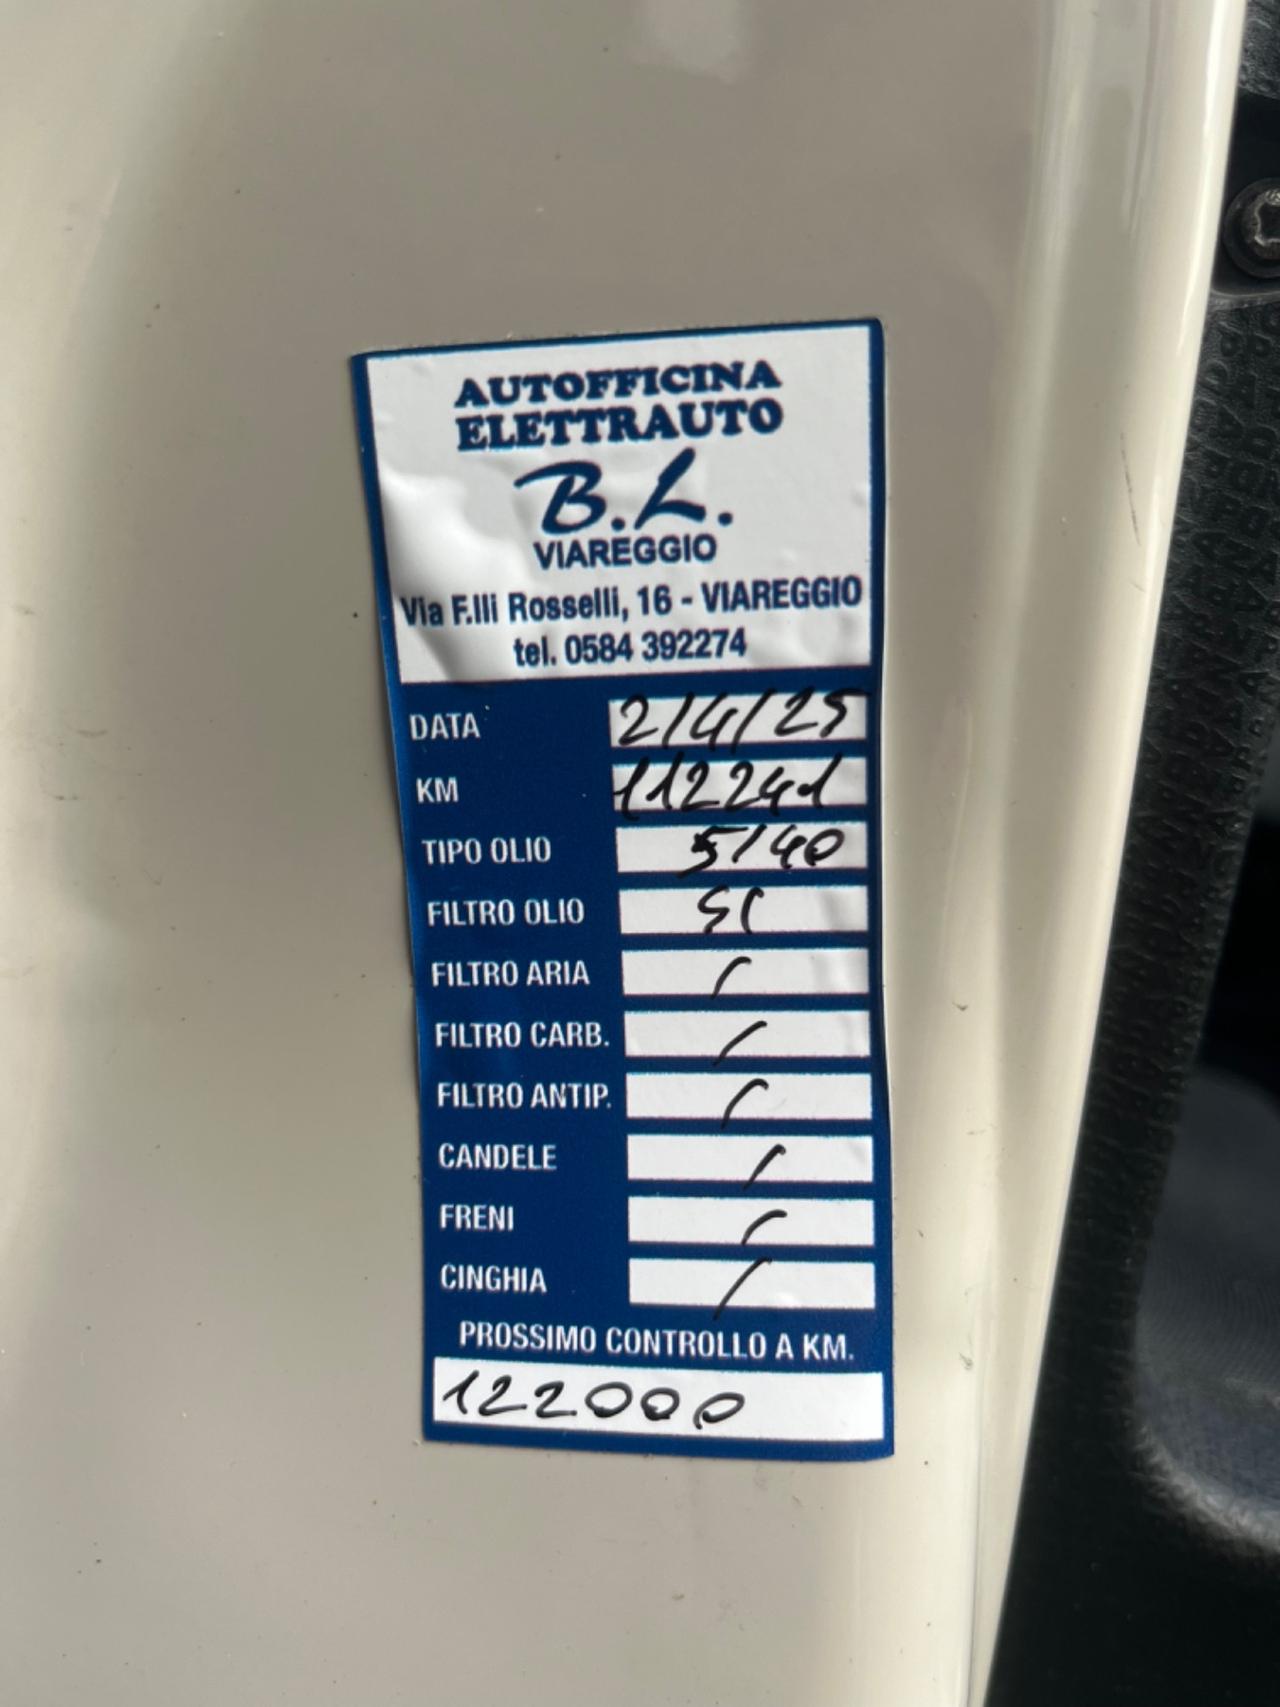 AUTOFFICINA
ELETTRAUTO
B.L.
VIAREGGIO
Via F.lli Rosselli, 16 - VIAREGGIO
tel. 0584 392274
DATA 2/4/25
KM 112241
TIPO OLIO 5/40
FILTRO OLIO SI
FILTRO ARIA /
FILTRO CARB. /
FILTRO ANTIP. /
CANDELE /
FRENI /
CINGHIA /
PROSSIMO CONTROLLO A KM.
122000